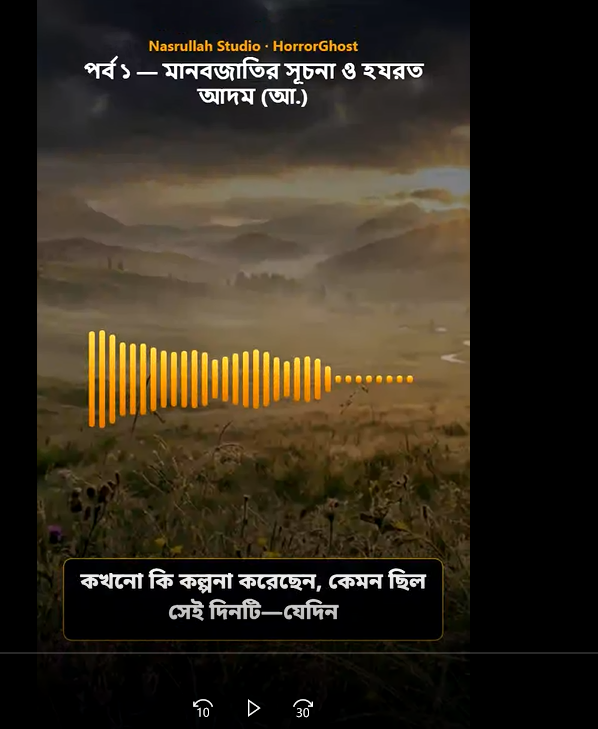 Nasrullah Studio · HorrorGhost
পর্ব ১ — মানবজাতির সূচনা ও হযরত
আদম (আ.)
কখনো কি কল্পনা করেছেন, কেমন ছিল
সেই দিনটি—যেদিন
10
30